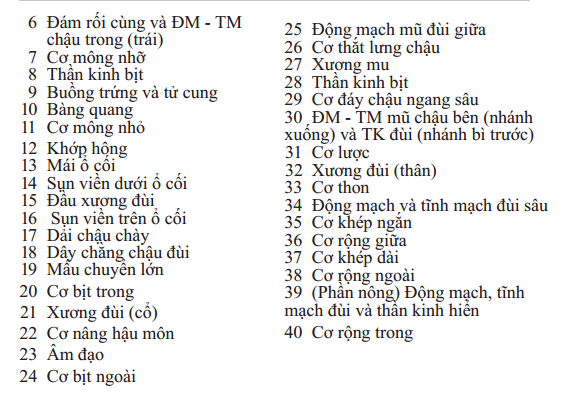 6 Đám rối cùng và ĐM - TM
chậu trong (trái)
7 Cơ mông nhỡ
8 Thần kinh bịt
9 Buồng trứng và tử cung
10 Bàng quang
11 Cơ mông nhỏ
12 Khớp hộng
13 Mái ổ cối
14 Sụn viền dưới ổ cối
15 Đầu xương đùi
16 Sụn viền trên ổ cối
17 Dải chậu chày
18 Dây chằng chậu đùi
19 Mấu chuyển lớn
20 Cơ bịt trong
21 Xương đùi (cổ)
22 Cơ nâng hậu môn
23 Âm đạo
24 Cơ bịt ngoài
25 Động mạch mũ đùi giữa
26 Cơ thắt lưng chậu
27 Xương mu
28 Thần kinh bịt
29 Cơ đáy chậu ngang sâu
30 ĐM - TM mũ chậu bên (nhánh
xuống) và TK đùi (nhánh bì trước)
31 Cơ lược
32 Xương đùi (thân)
33 Cơ thon
34 Động mạch và tĩnh mạch đùi sâu
35 Cơ khép ngắn
36 Cơ rộng giữa
37 Cơ khép dài
38 Cơ rộng ngoài
39 (Phần nông) Động mạch, tĩnh
mạch đùi và thần kinh hiển
40 Cơ rộng trong